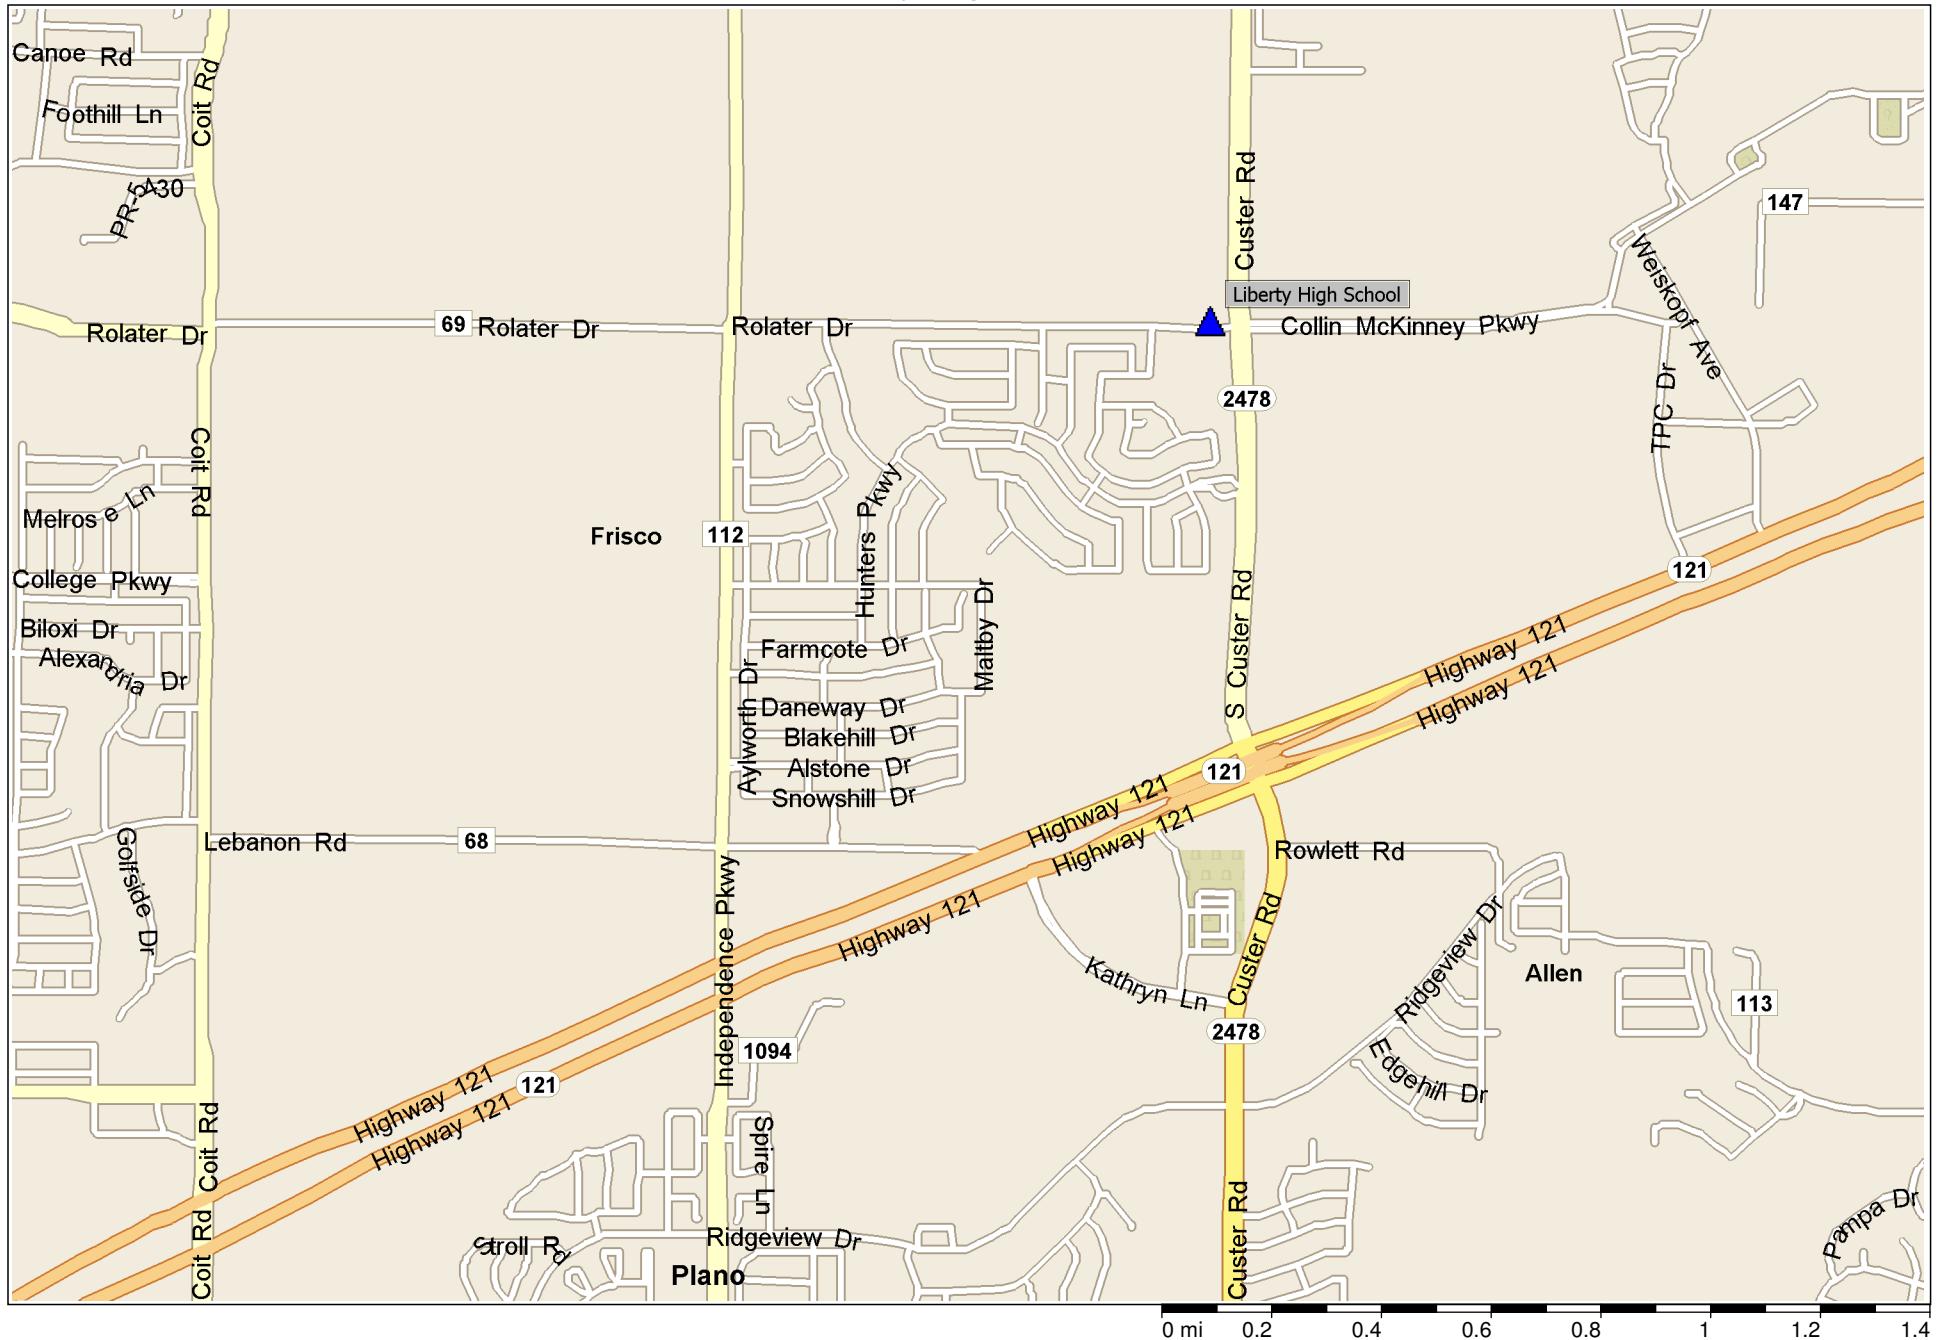 Canoe Rd
Coit Rd
Foothill Ln
PR-5430
Custer Rd
147
Weiskopf Ave
Liberty High School
Rolater Dr
69
Rolater Dr
Rolater Dr
Collin McKinney Pkwy
TPC Dr
2478
Coit Rd
Melrose Ln
Hunters Pkwy
Frisco
112
College Pkwy
121
Biloxi Dr
Alexandria Dr
Farmcote Dr
Maltby Dr
S Custer Rd
Highway 121
Highway 121
Aylworth Dr
Daneway Dr
Blakehill Dr
Alstone Dr
Snowshill Dr
121
Highway 121
Highway 121
Lebanon Rd
68
Rowlett Rd
Golfside Dr
Independence Pkwy
Highway 121
Custer Rd
Kathryn Ln
Ridgeview Dr
Allen
113
2478
1094
Edgehill Dr
Highway 121
121
Highway 121
Coit Rd
Spire Ln
Custer Rd
Pampa Dr
Coit Rd
Stroll Rd
Ridgeview Dr
Plano
0 mi 0.2 0.4 0.6 0.8 1 1.2 1.4